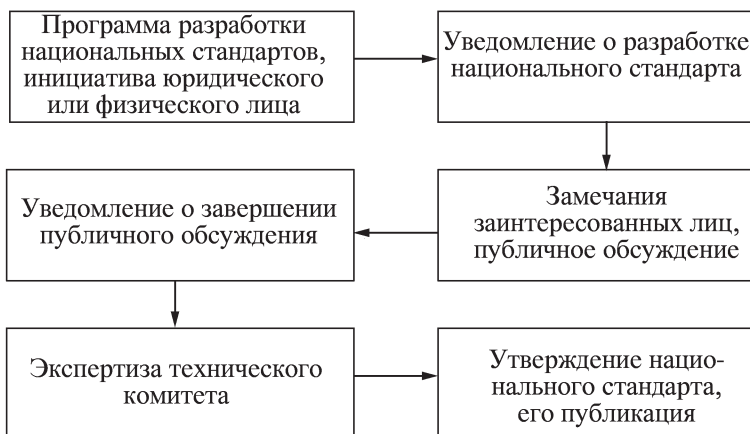 Программа разработки
национальных стандартов,
инициатива юридического
или физического лица
Уведомление о разработке
национального стандарта
Замечания
заинтересованных лиц,
публичное обсуждение
Уведомление о завершении
публичного обсуждения
Экспертиза технического
комитета
Утверждение нацио-
нального стандарта,
его публикация